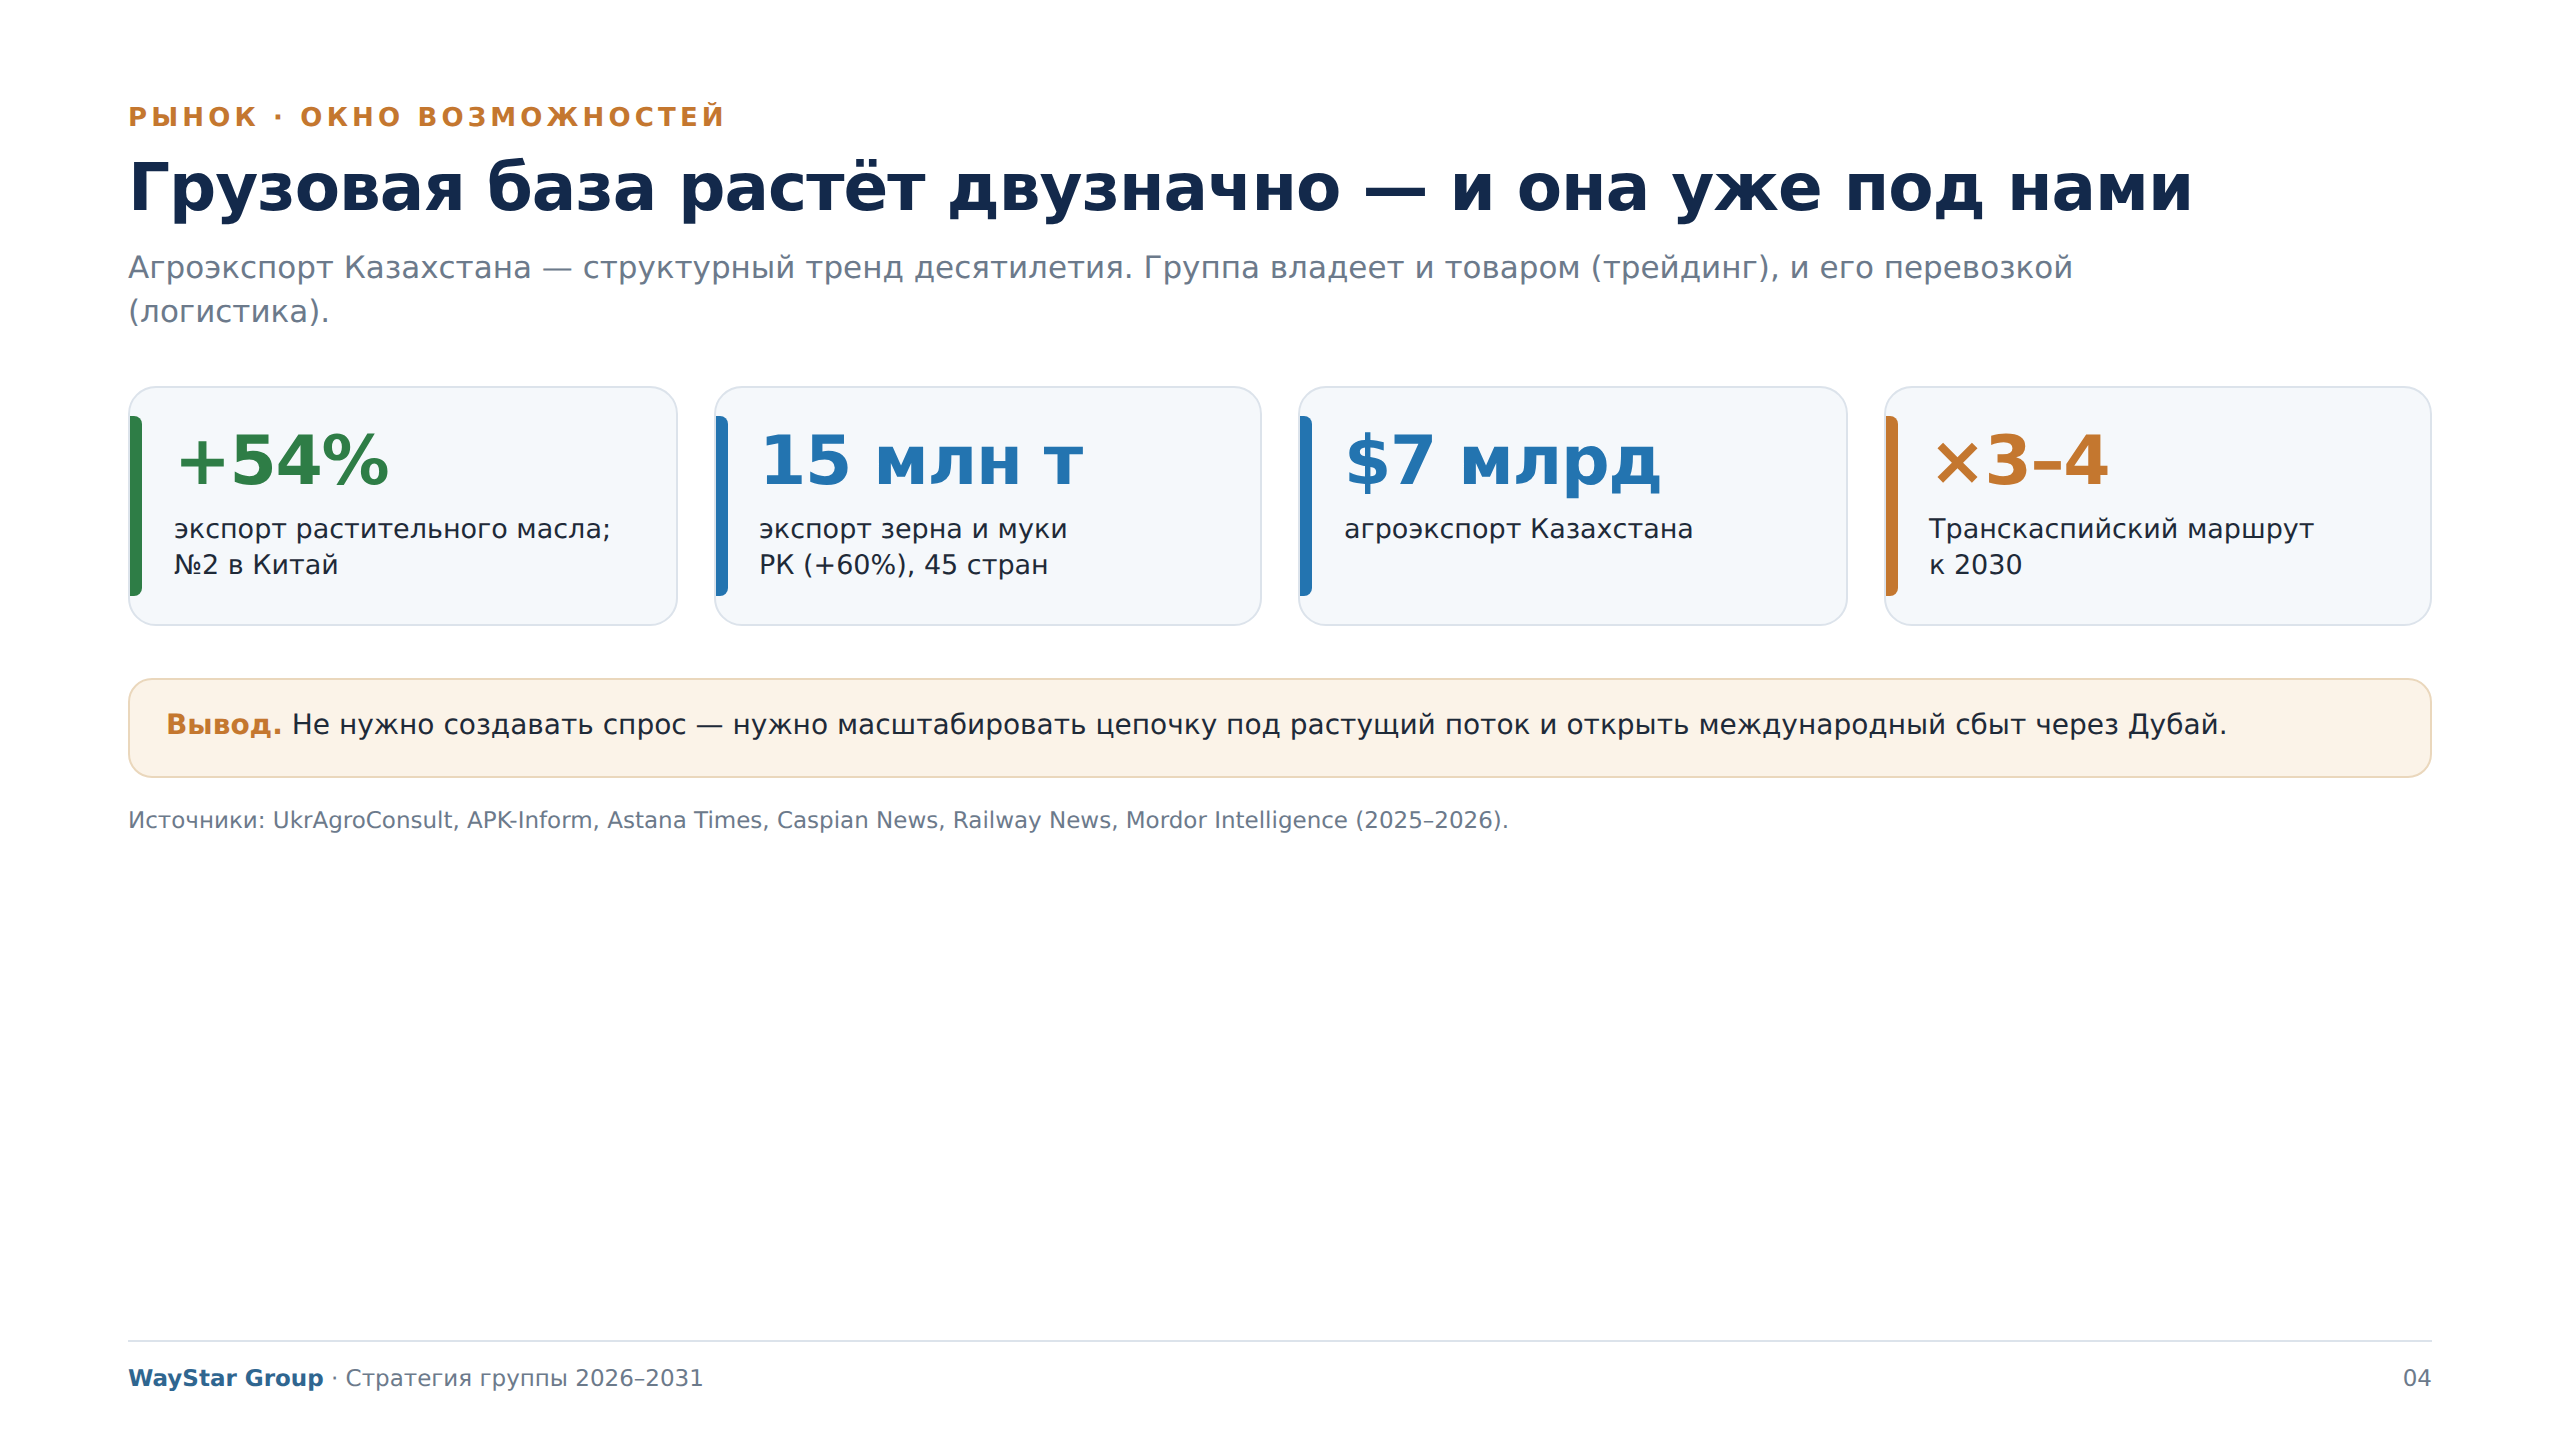 РЫНОК · ОКНО ВОЗМОЖНОСТЕЙ
Грузовая база растёт двузначно — и она уже под нами
Агроэкспорт Казахстана — структурный тренд десятилетия. Группа владеет и товаром (трейдинг), и его перевозкой
(логистика).
+54%
экспорт растительного масла;
№2 в Китай
15 млн т
экспорт зерна и муки
РК (+60%), 45 стран
$7 млрд
агроэкспорт Казахстана
×3–4
Транскаспийский маршрут
к 2030
Вывод. Не нужно создавать спрос — нужно масштабировать цепочку под растущий поток и открыть международный сбыт через Дубай.
Источники: UkrAgroConsult, APK-Inform, Astana Times, Caspian News, Railway News, Mordor Intelligence (2025–2026).
WayStar Group · Стратегия группы 2026–2031
04